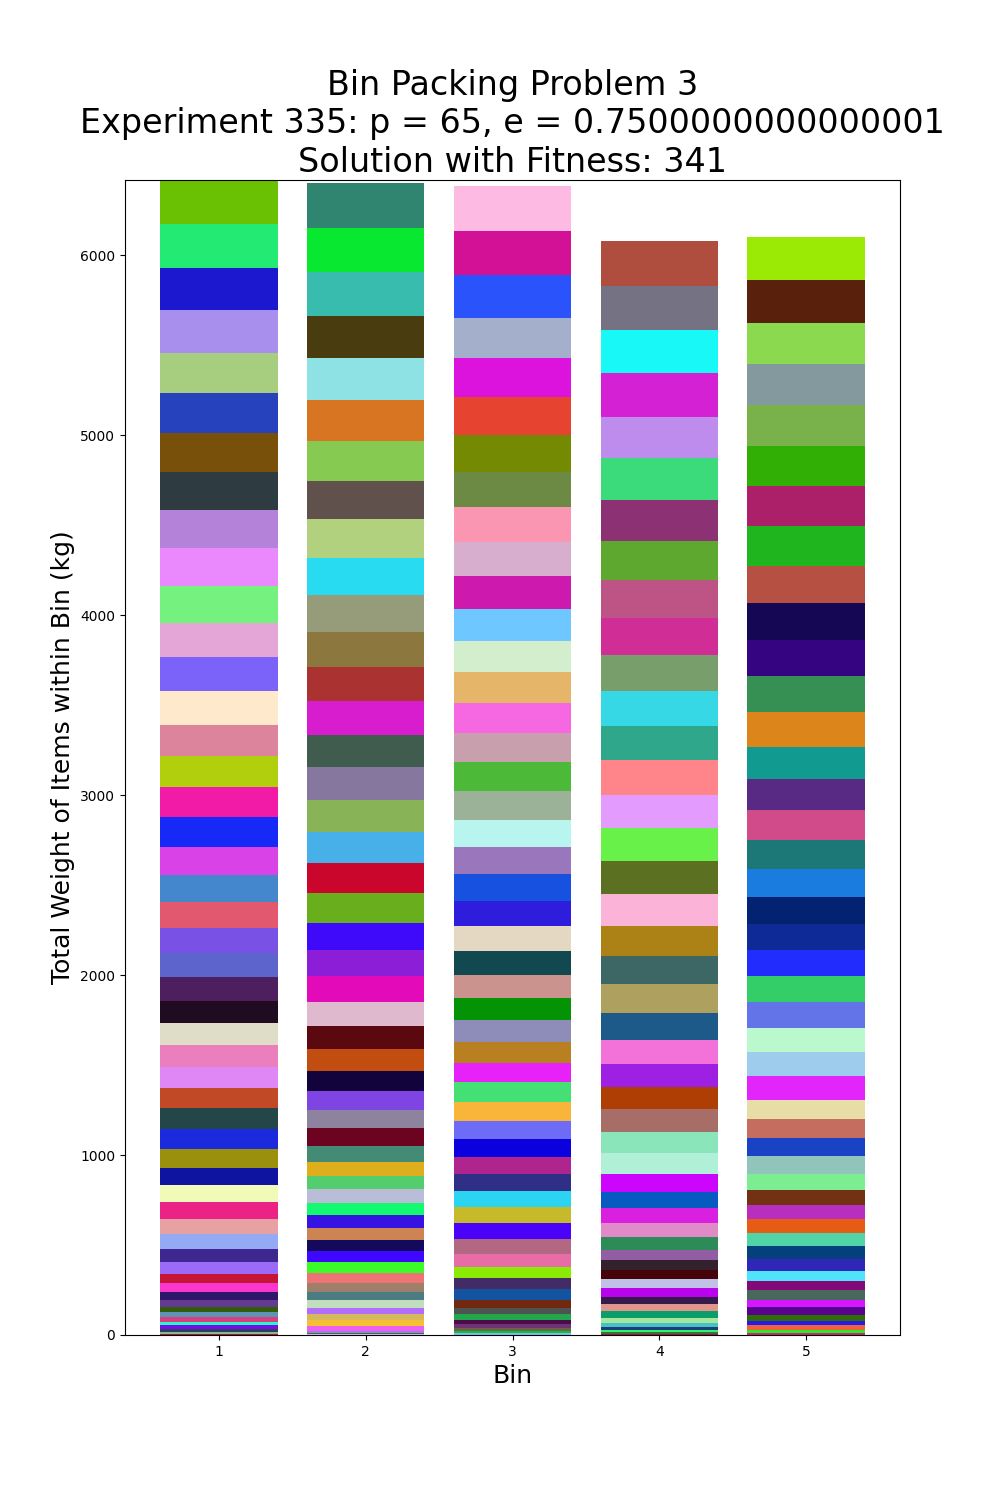 Bin Packing Problem 3
Experiment 335: p = 65, e = 0.7500000000000001
Solution with Fitness: 341
Total Weight of Items within Bin (kg)
6000
5000
4000
3000
2000
1000
0
1 2 3 4 5
Bin